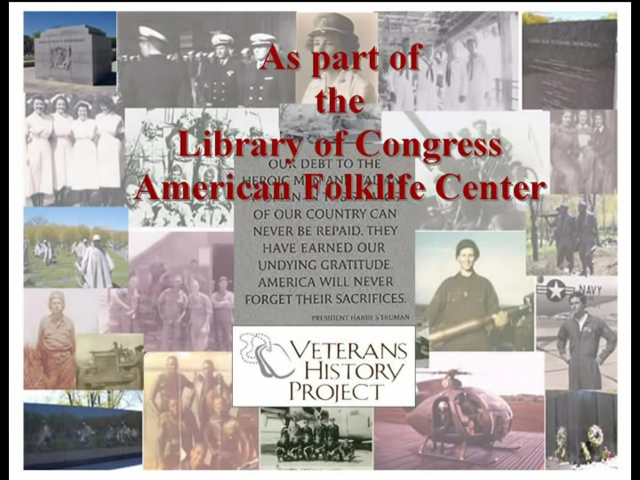 As part of
the
Library of Congress
American Folklife Center
OUR DEBT TO THE
OF OUR COUNTRY CAN
NEVER BE REPAID. THEY
HAVE EARNED OUR
UNDYING GRATITUDE.
AMERICA WILL NEVER
FORGET THEIR SACRIFICES.
PRESIDENT HARRY S TRUMAN
VETERANS
HISTORY
PROJECT
NAVY